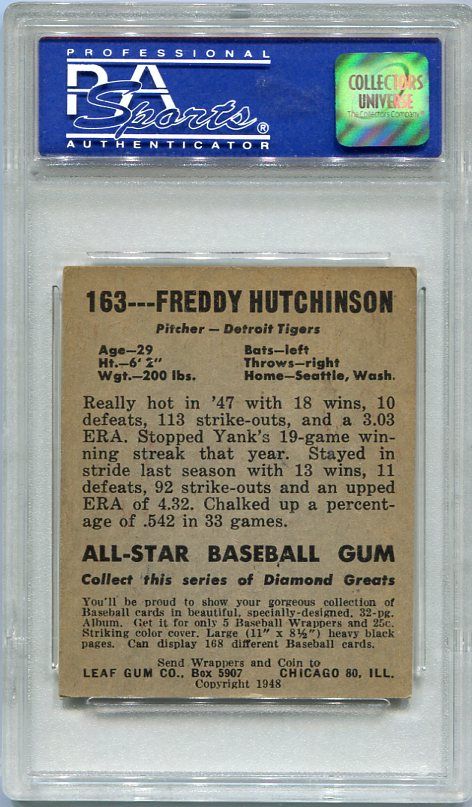 PROFESSIONAL
PSA
Sports®
AUTHENTICATOR
COLLECTORS
UNIVERSE
The Collectors Company™
163---FREDDY HUTCHINSON
Pitcher — Detroit Tigers
Age—29
Bats—left
Ht.—6' 2"
Throws—right
Wgt.—200 lbs.
Home—Seattle, Wash.
Really hot in '47 with 18 wins, 10
defeats, 113 strike-outs, and a 3.03
ERA. Stopped Yank's 19-game win-
ning streak that year. Stayed in
stride last season with 13 wins, 11
defeats, 92 strike-outs and an upped
ERA of 4.32. Chalked up a percent-
age of .542 in 33 games.
ALL-STAR BASEBALL GUM
Collect this series of Diamond Greats
You'll be proud to show your gorgeous collection of
Baseball cards in beautiful, specially-designed, 32-pg.
Album. Get it for only 5 Baseball Wrappers and 25c.
Striking color cover. Large (11" x 8½") heavy black
pages. Can display 168 different Baseball cards.
Send Wrappers and Coin to
LEAF GUM CO., Box 5907 CHICAGO 80, ILL.
Copyright 1948